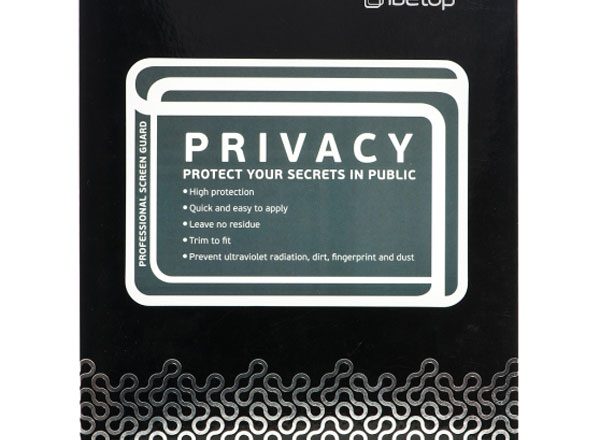 PRIVACY
PROTECT YOUR SECRETS IN PUBLIC
• High protection
• Quick and easy to apply
• Leave no residue
• Trim to fit
• Prevent ultraviolet radiation, dirt, fingerprint and dust
PROFESSIONAL SCREEN GUARD